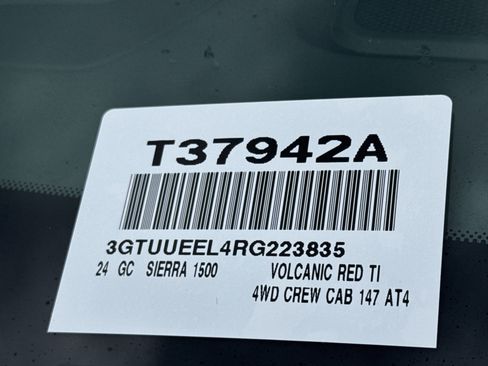 T37942A
3GTUUEEL4RG223835
24 GC SIERRA 1500 VOLCANIC RED TI
4WD CREW CAB 147 AT4